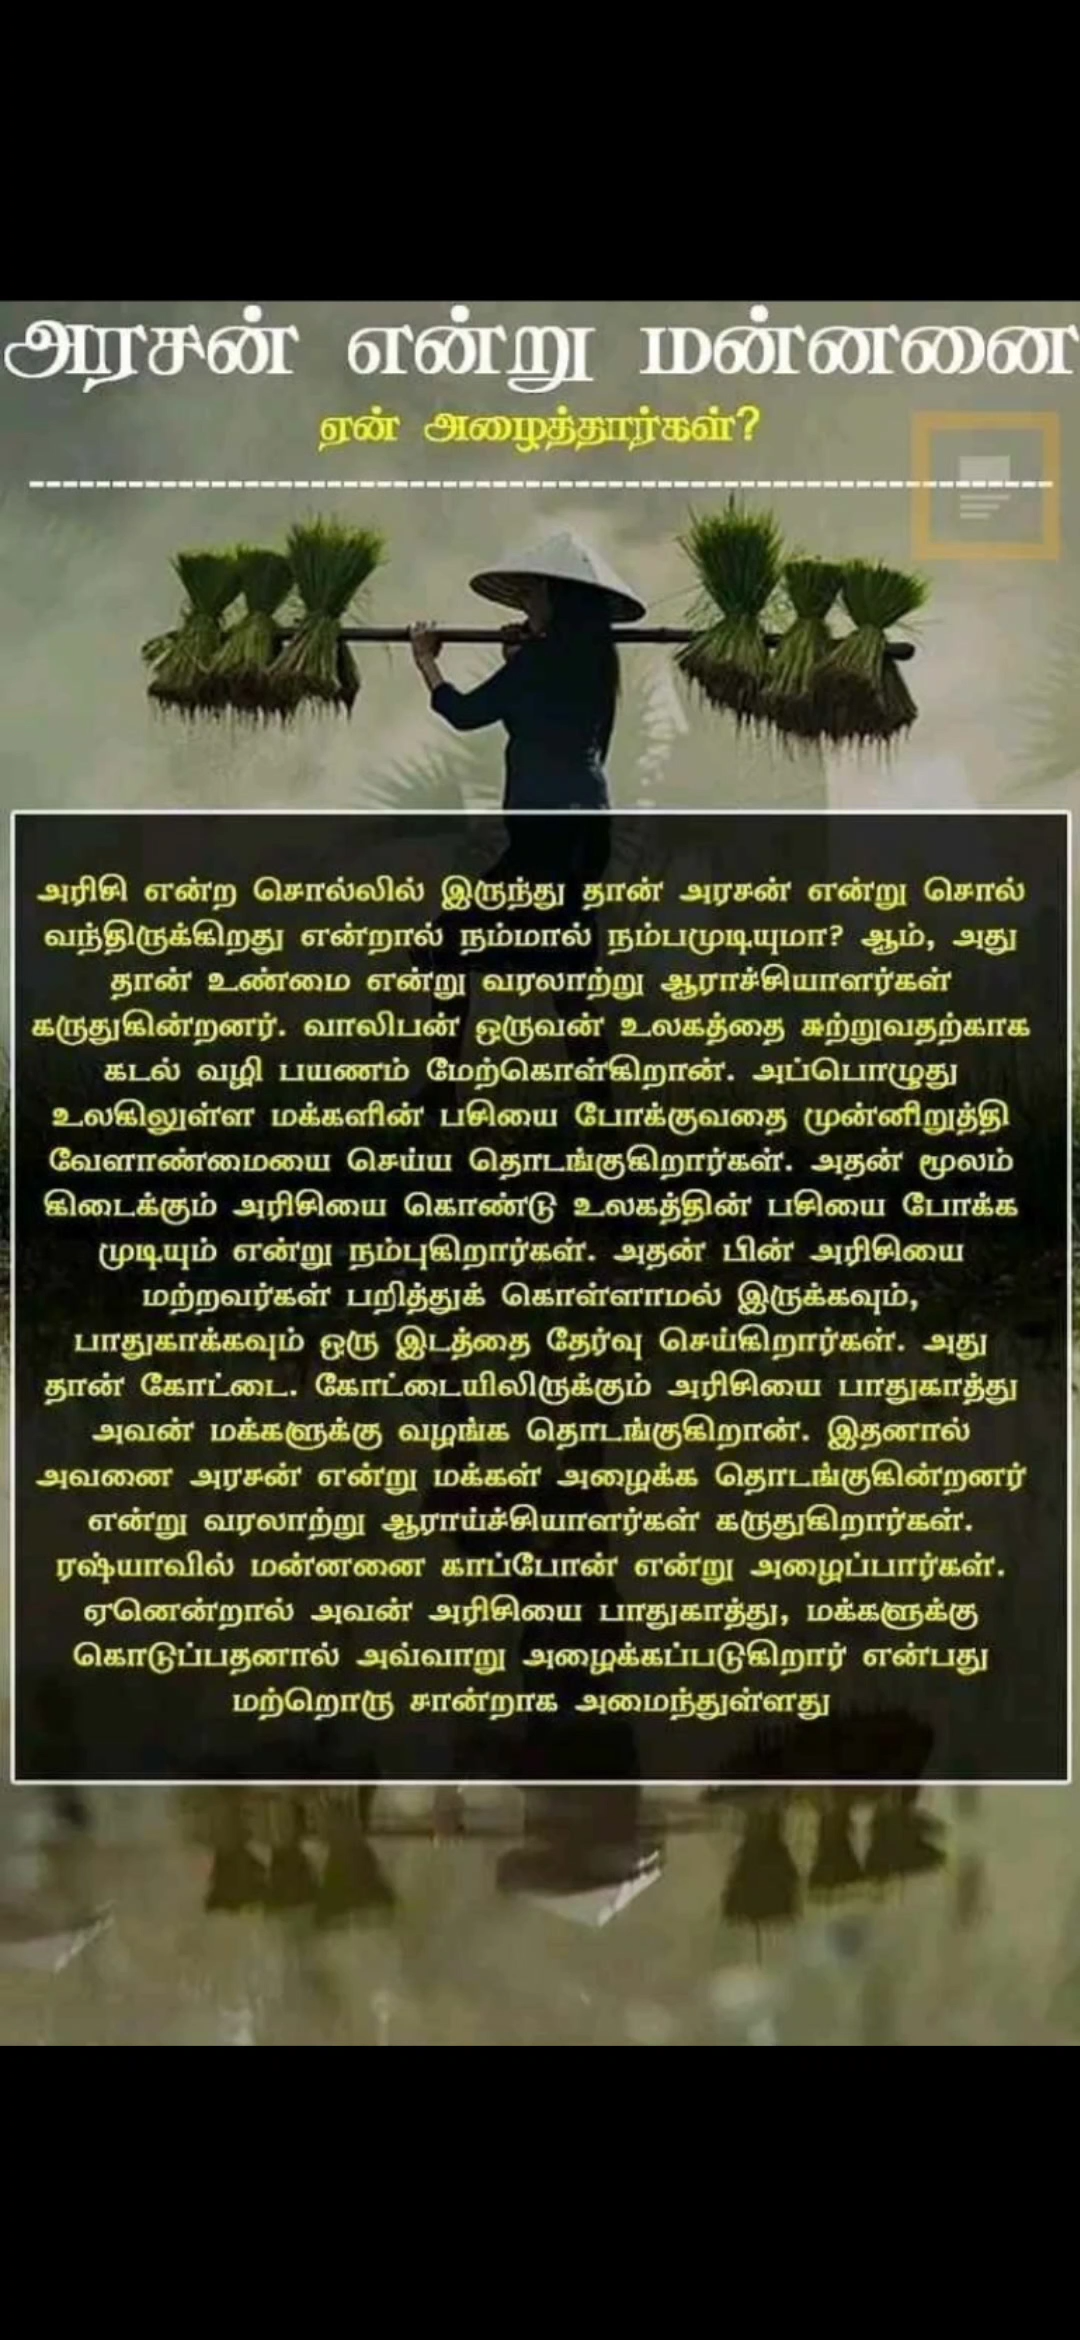 அரசன் என்று மன்னனை
ஏன் அழைத்தார்கள்?
அரிசி என்ற சொல்லில் இருந்து தான் அரசன் என்று சொல்
வந்திருக்கிறது என்றால் நம்மால் நம்பமுடியுமா? ஆம், அது
தான் உண்மை என்று வரலாற்று ஆராச்சியாளர்கள்
கருதுகின்றனர். வாலிபன் ஒருவன் உலகத்தை சுற்றுவதற்காக
கடல் வழி பயணம் மேற்கொள்கிறான். அப்பொழுது
உலகிலுள்ள மக்களின் பசியை போக்குவதை முன்னிறுத்தி
வேளாண்மையை செய்ய தொடங்குகிறார்கள். அதன் மூலம்
கிடைக்கும் அரிசியை கொண்டு உலகத்தின் பசியை போக்க
முடியும் என்று நம்புகிறார்கள். அதன் பின் அரிசியை
மற்றவர்கள் பறித்துக் கொள்ளாமல் இருக்கவும்,
பாதுகாக்கவும் ஒரு இடத்தை தேர்வு செய்கிறார்கள். அது
தான் கோட்டை. கோட்டையிலிருக்கும் அரிசியை பாதுகாத்து
அவன் மக்களுக்கு வழங்க தொடங்குகிறான். இதனால்
அவனை அரசன் என்று மக்கள் அழைக்க தொடங்குகின்றனர்
என்று வரலாற்று ஆராய்ச்சியாளர்கள் கருதுகிறார்கள்.
ரஷ்யாவில் மன்னனை காப்போன் என்று அழைப்பார்கள்.
ஏனென்றால் அவன் அரிசியை பாதுகாத்து, மக்களுக்கு
கொடுப்பதனால் அவ்வாறு அழைக்கப்படுகிறார் என்பது
மற்றொரு சான்றாக அமைந்துள்ளது